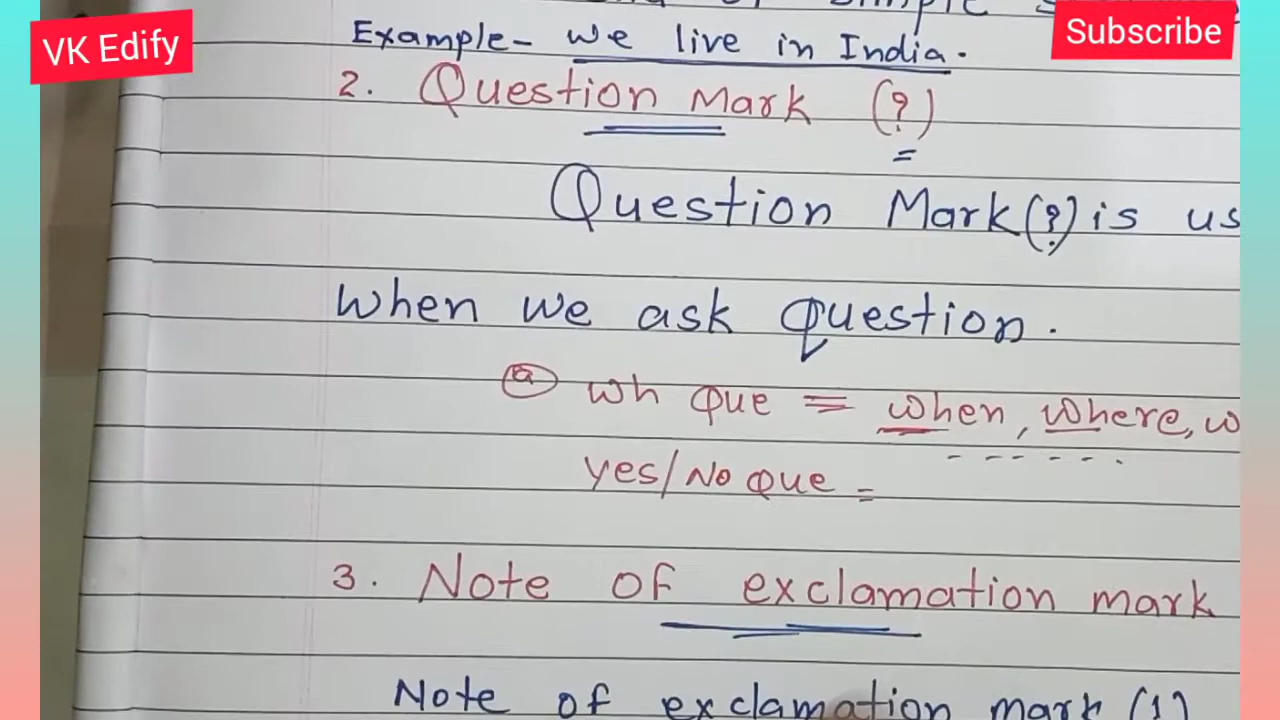 VK Edify
Subscribe
Example- we live in India.
2. Question Mark (?)
Question Mark(?) is us
when we ask question.
(a) wh que = when, where, w
yes/No que =
3. Note of exclamation mark
Note of exclamation mark (!)